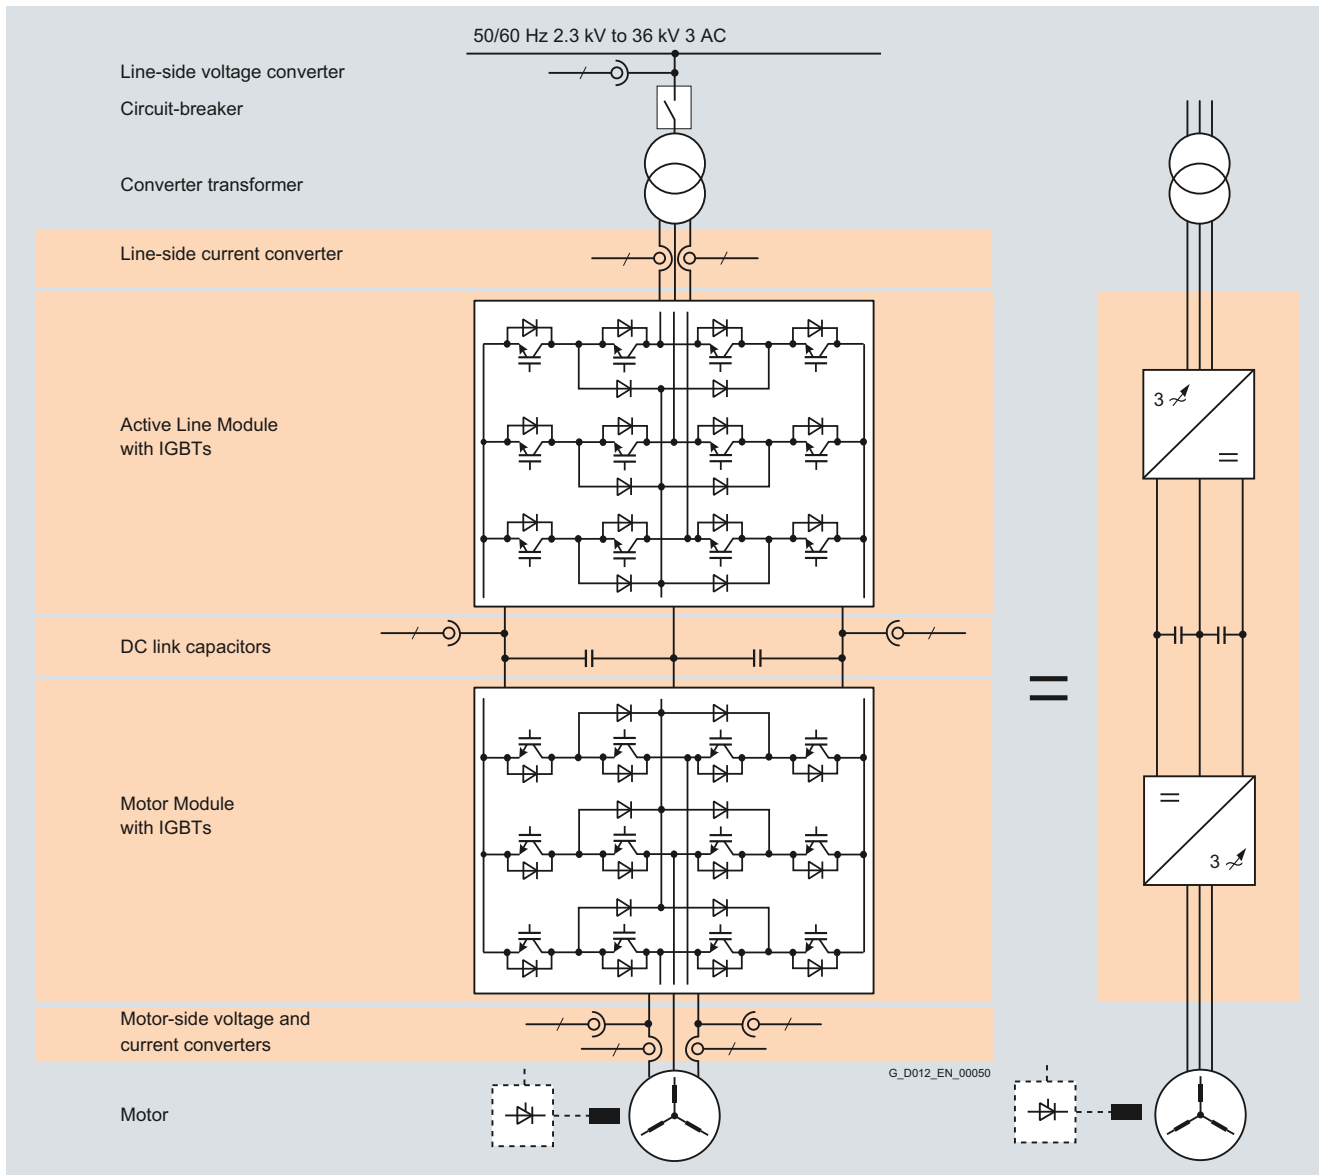 50/60 Hz 2.3 kV to 36 kV 3 AC
Line-side voltage converter
Circuit-breaker
Converter transformer
Line-side current converter
Active Line Module
with IGBTs
3
DC link capacitors
Motor Module
with IGBTs
3
Motor-side voltage and
current converters
G_D012_EN_00050
Motor